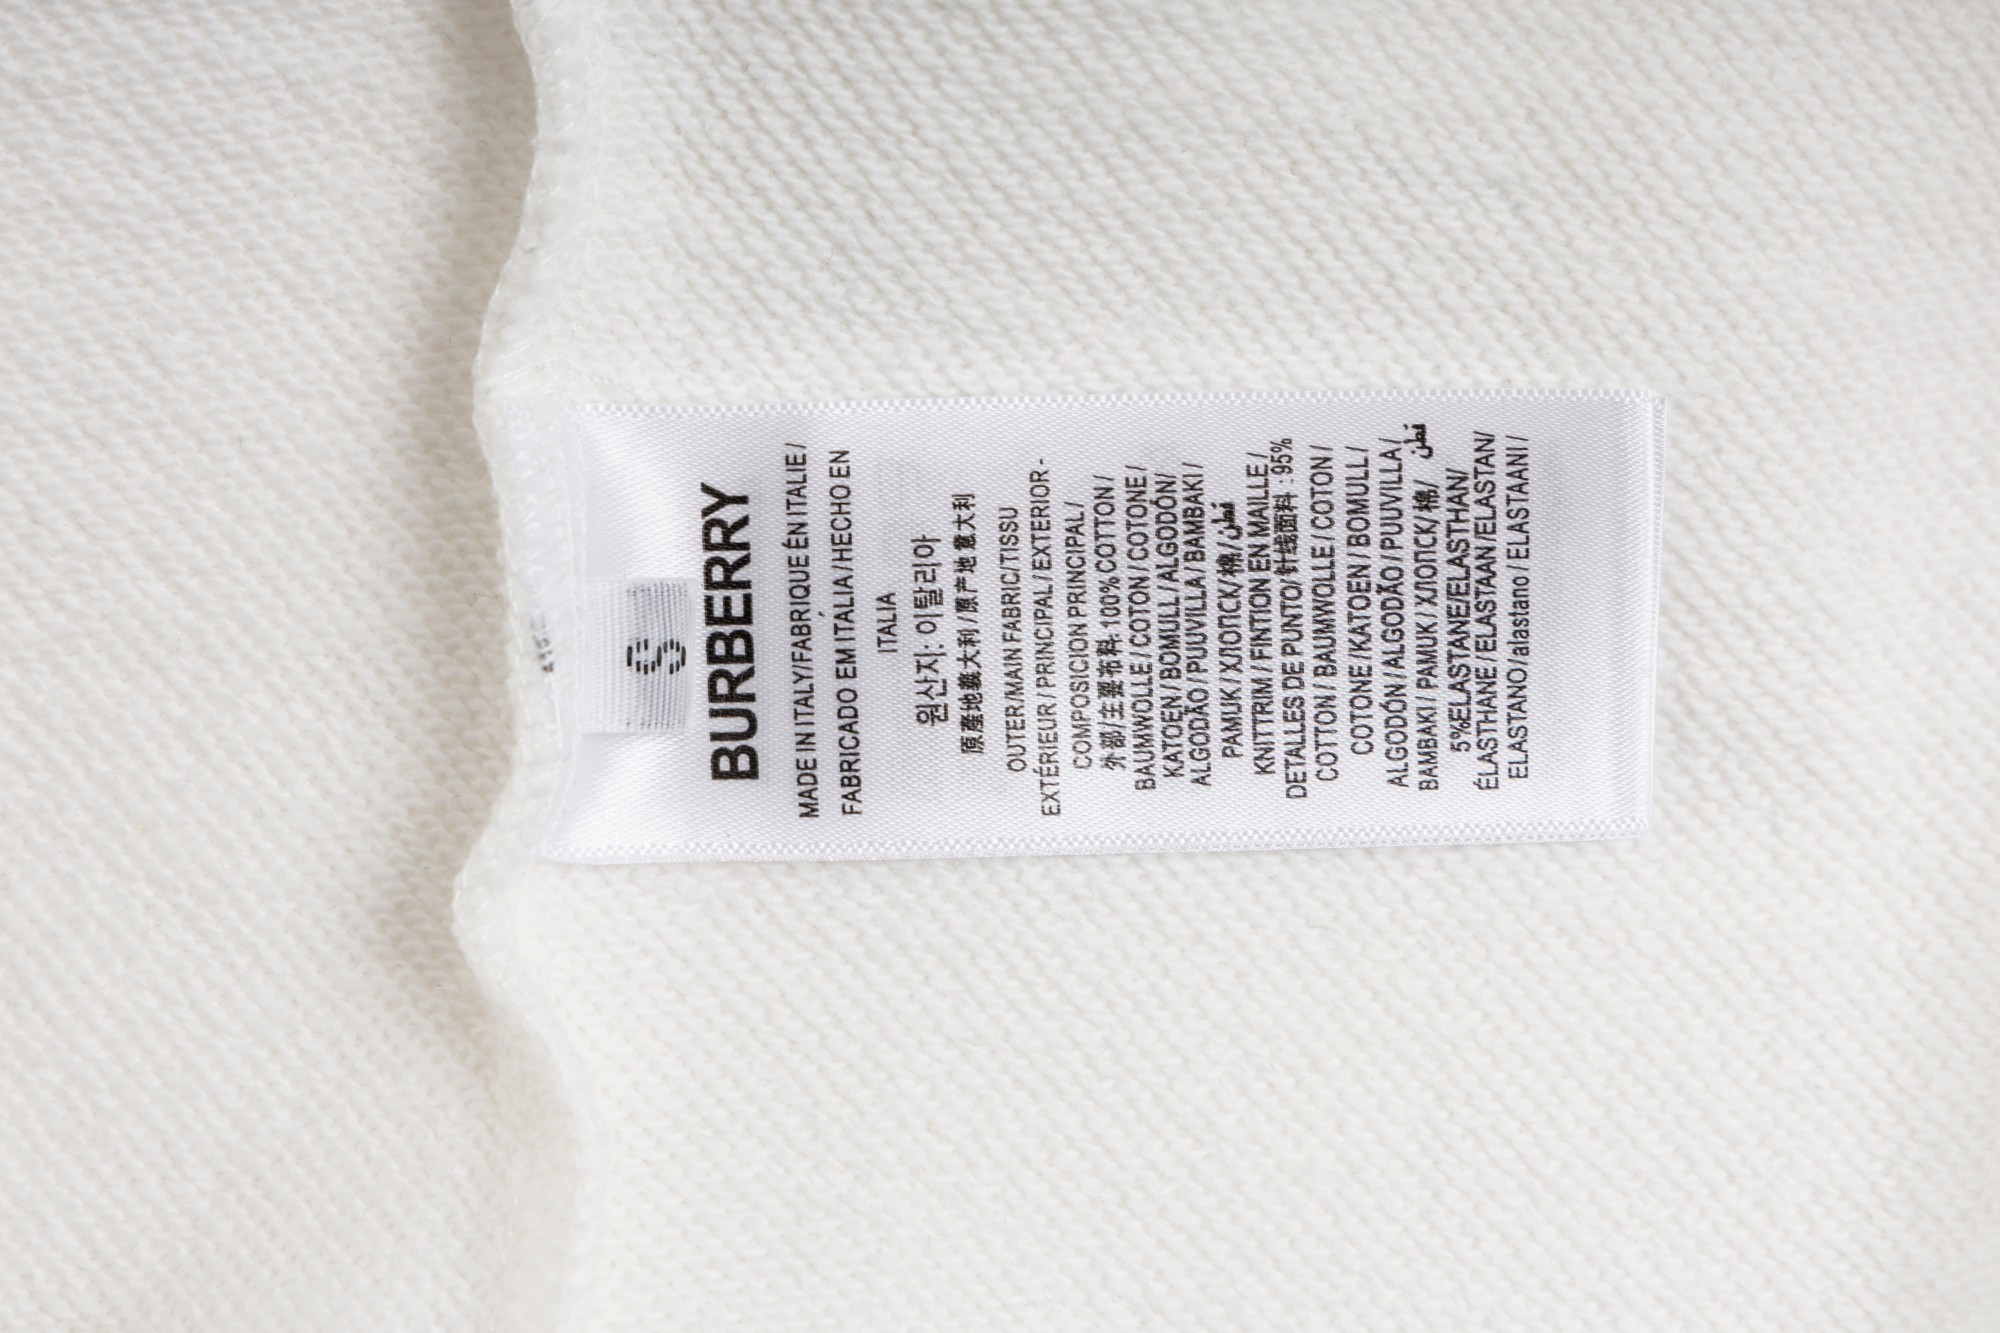 S
BURBERRY
MADE IN ITALY/FABRIQUÉ EN ITALIE/
FABRICADO EM ITÁLIA/HECHO EN
ITALIA
원산지: 이탈리아
原產地義大利/原产地意大利
OUTER/MAIN FABRIC/TISSU
EXTÉRIEUR/PRINCIPAL/EXTERIOR-
COMPOSICION PRINCIPAL/
外部/主要布料: 100% COTTON/
BAUMWOLLE/COTON/COTONE/
KATOEN/BOMULL/ALGODÓN/
ALGODÃO/PUUVILLA/BAMBAKI/
PAMUK/ХЛОПСК/棉/قطن
KNITTRIM/FINTION EN MAILLE/
DETALLES DE PUNTO/針线面料:95%
COTTON/BAUMWOLLE/COTON/
COTONE/KATOEN/BOMULL/
ALGODÓN/ALGODÃO/PUUVILLA/
BAMBAKI/PAMUK/ХЛОПСК/棉/ قطن
5%ELASTANE/ELASTHAN/
ÉLASTHANE/ELASTAAN/ELASTAN/
ELASTANO/alastano/ELASTAANI/